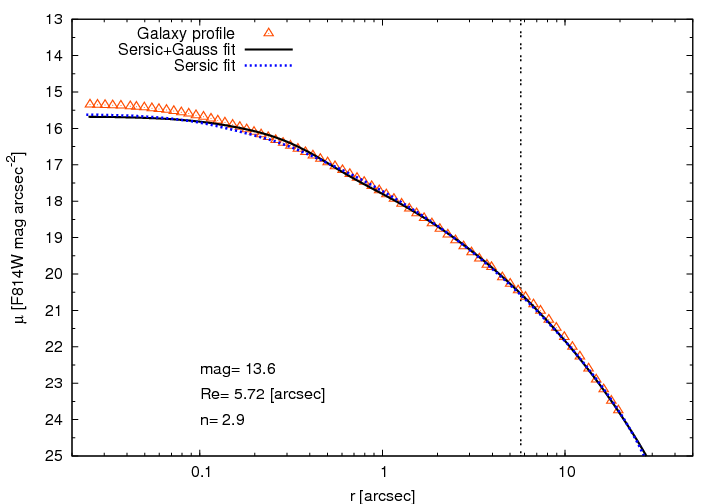 13
14
15
16
17
18
19
20
21
22
23
24
25
μ [F814W mag arcsec⁻²]
Galaxy profile
Sersic+Gauss fit
Sersic fit
mag= 13.6
Re= 5.72 [arcsec]
n= 2.9
0.1 1 10
r [arcsec]